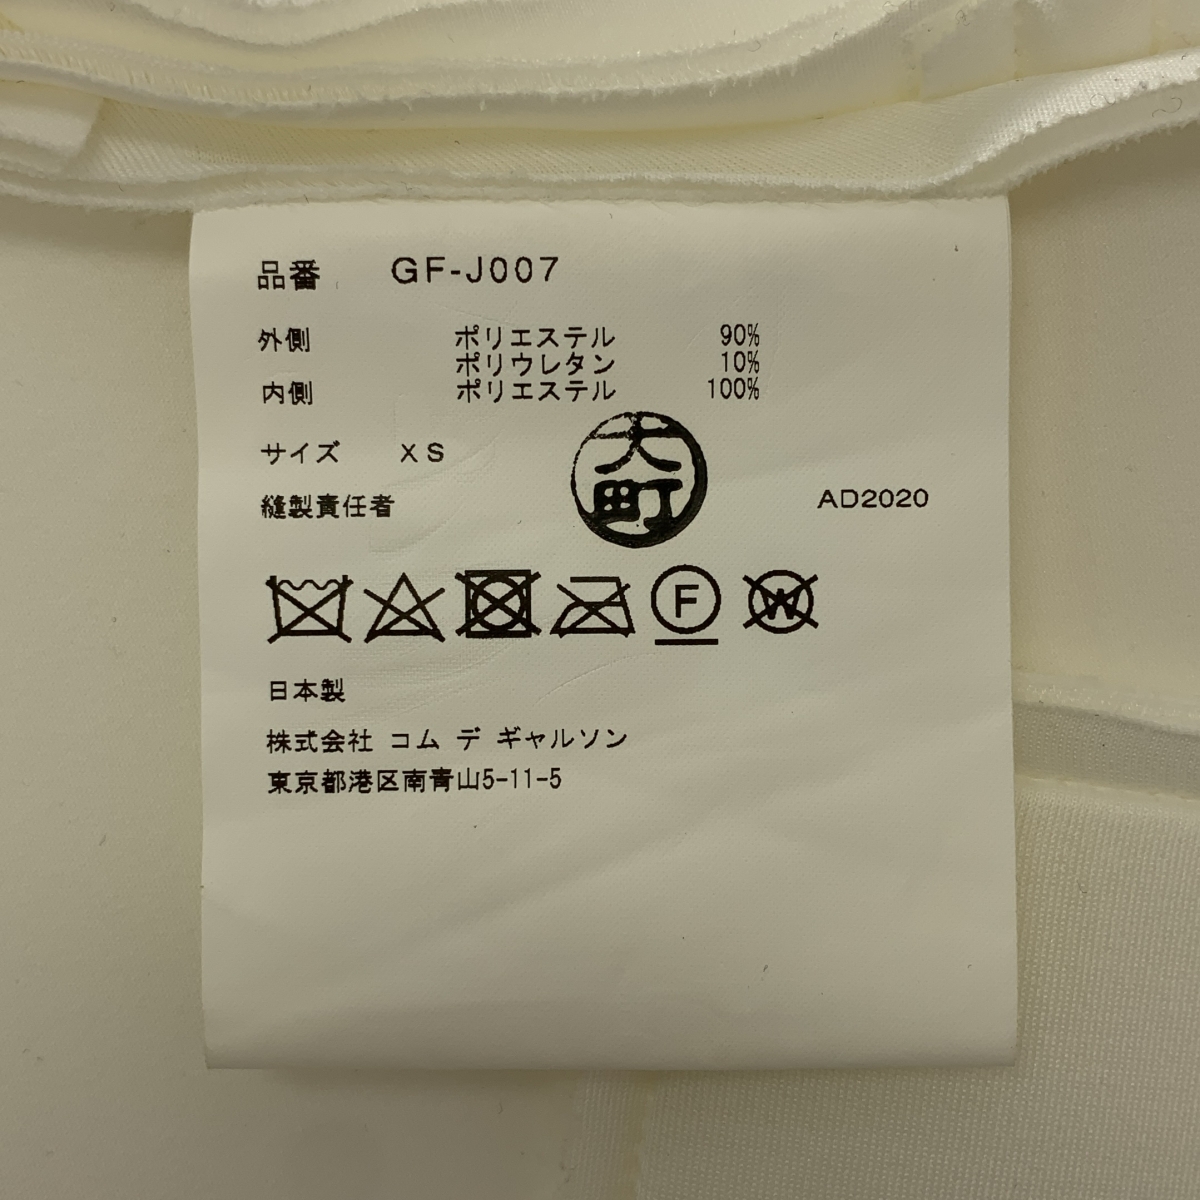 品番 GF-J007
外側 ポリエステル 90%
ポリウレタン 10%
内側 ポリエステル 100%
サイズ XS
大町
縫製責任者 AD2020
F W
日本製
株式会社 コム デ ギャルソン
東京都港区南青山5-11-5